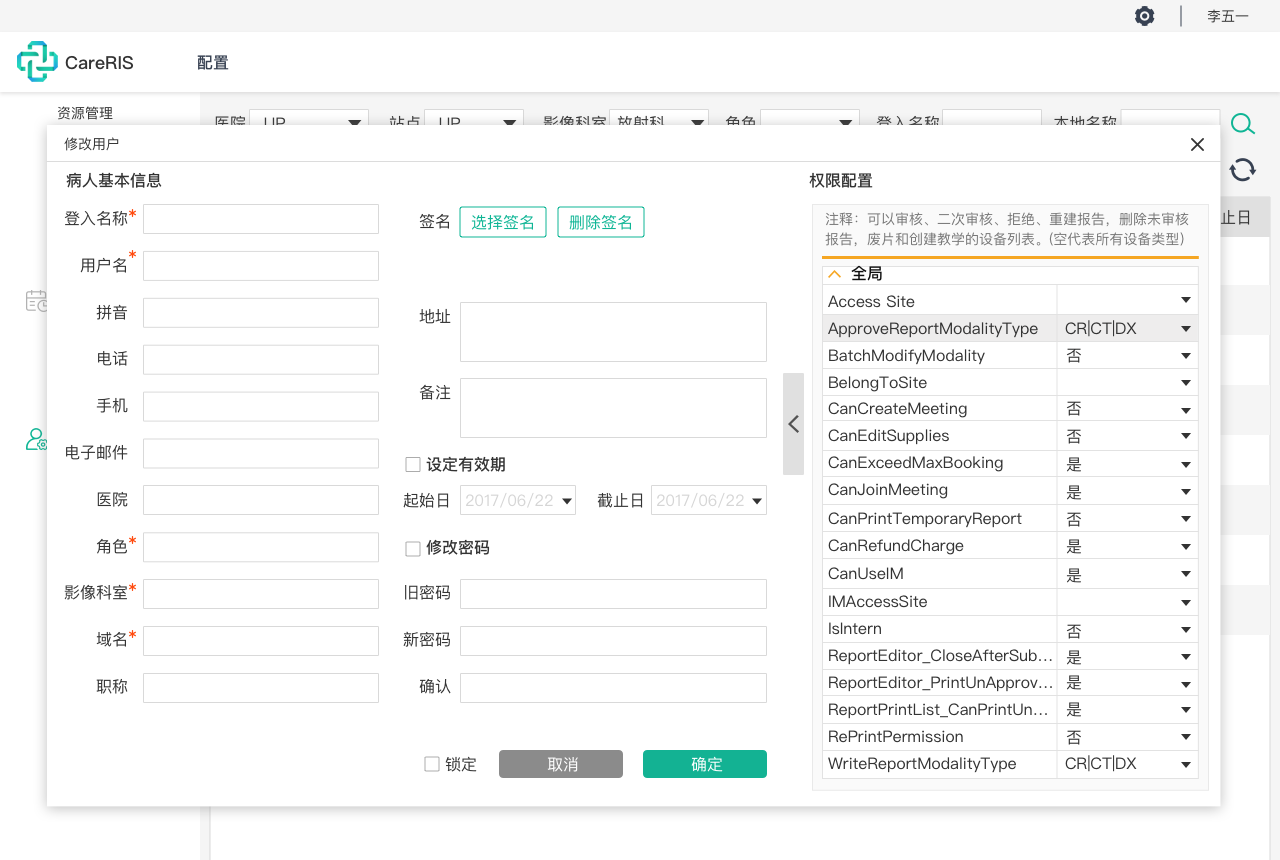 李五一
CareRIS
配置
资源管理
医院 UP 站点 UP 影像科室 放射科 角色 登入名称 本地名称
修改用户
病人基本信息
登入名称*
用户名*
拼音
电话
手机
电子邮件
医院
角色*
影像科室*
域名*
职称
签名 选择签名 删除签名
地址
备注
设定有效期
起始日 2017/06/22 截止日 2017/06/22
修改密码
旧密码
新密码
确认
锁定 取消 确定
权限配置
注释：可以审核、二次审核、拒绝、重建报告，删除未审核
报告，废片和创建教学的设备列表。(空代表所有设备类型)
全局
Access Site
ApproveReportModalityType CR|CT|DX
BatchModifyModality 否
BelongToSite
CanCreateMeeting 否
CanEditSupplies 否
CanExceedMaxBooking 是
CanJoinMeeting 是
CanPrintTemporaryReport 否
CanRefundCharge 是
CanUseIM 是
IMAccessSite
IsIntern 否
ReportEditor_CloseAfterSub... 是
ReportEditor_PrintUnApprov... 是
ReportPrintList_CanPrintUn... 是
RePrintPermission 否
WriteReportModalityType CR|CT|DX
止日